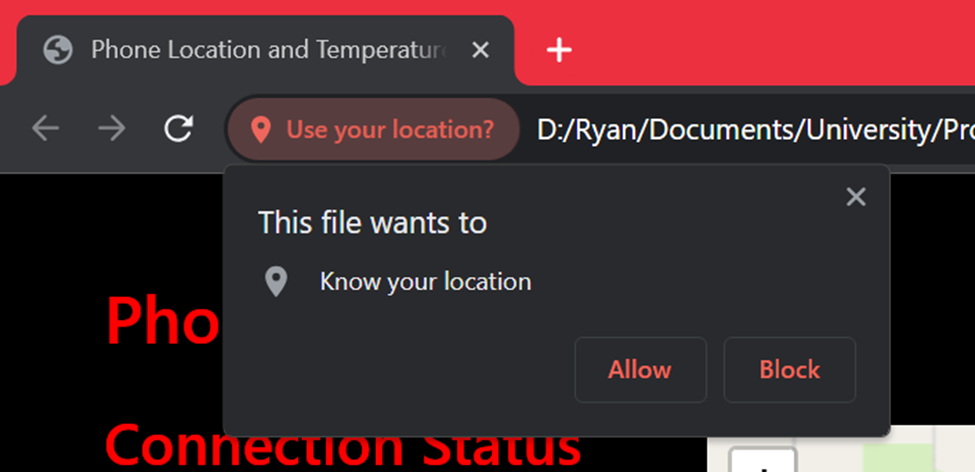 Phone Location and Temperature
Use your location?
D:/Ryan/Documents/University/Pro
This file wants to
Know your location
Allow
Block
Pho
Connection Status